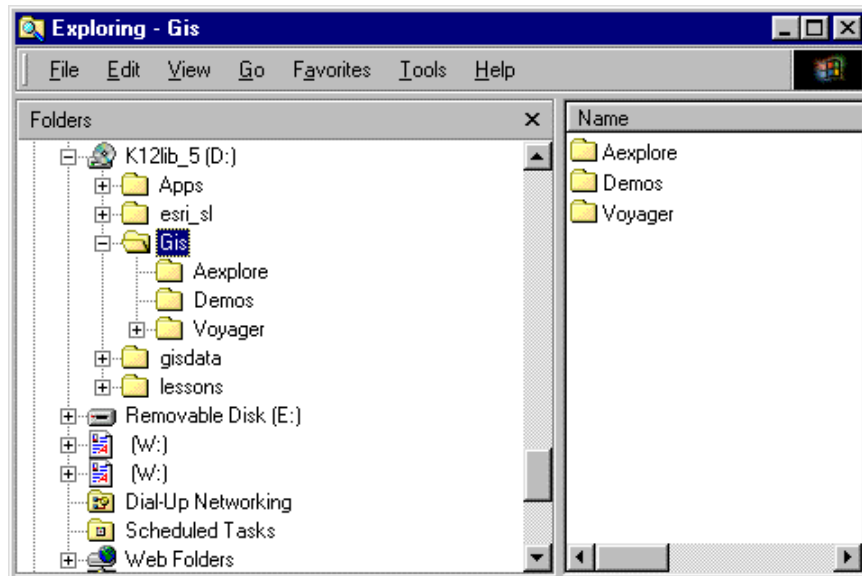 Exploring - Gis
File Edit View Go Favorites Tools Help
Folders
K12lib_5 (D:)
Apps
esri_sl
Gis
Aexplore
Demos
Voyager
gisdata
lessons
Removable Disk (E:)
(W:)
(W:)
Dial-Up Networking
Scheduled Tasks
Web Folders
Name
Aexplore
Demos
Voyager